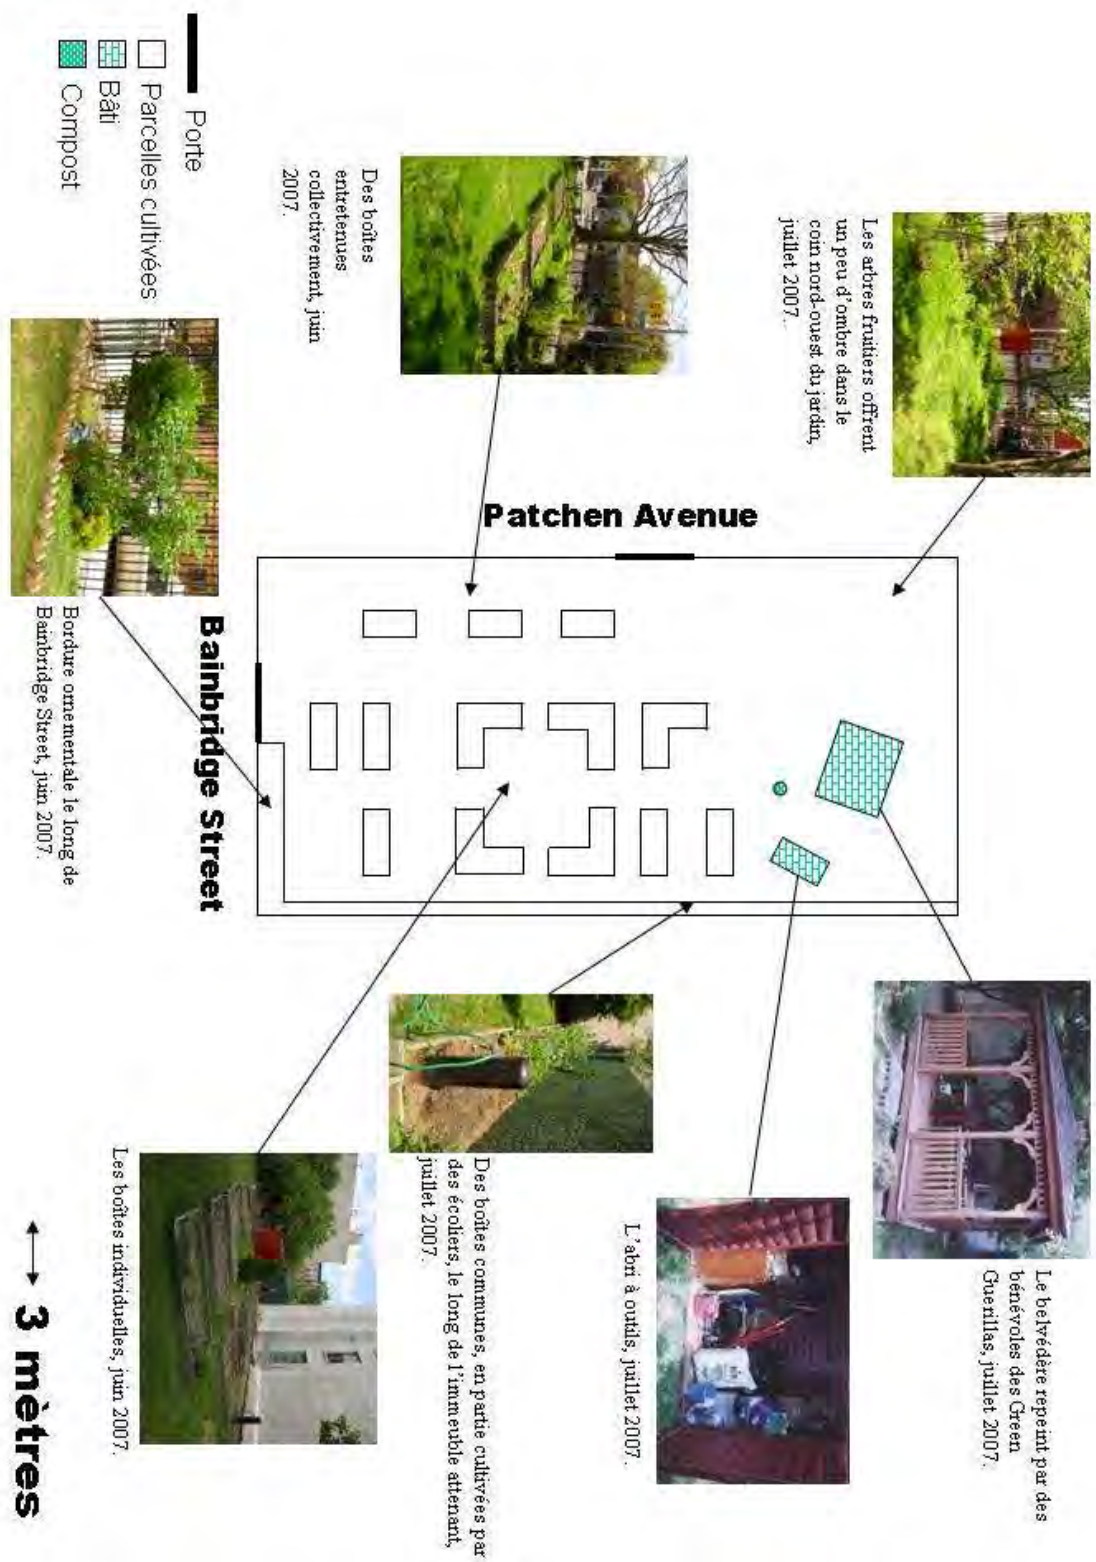 Les arbres fruitiers offrent
un peu d'ombre dans le
coin nord-ouest du jardin,
juillet 2007.
Le belvédère repeint par des
bénévoles des Green
Guerillas, juillet 2007.
Patchen Avenue
L'abri à outils, juillet 2007.
Des boîtes communes, en partie cultivées par
des écoliers, le long de l'immeuble attenant,
juillet 2007.
Des boîtes
entretenues
collectivement, juin
2007.
Bainbridge Street
Les boîtes individuelles, juin 2007.
Porte
Parcelles cultivées
Bâti
Compost
Bordure ornementale le long de
Bainbridge Street, juin 2007.
3 mètres